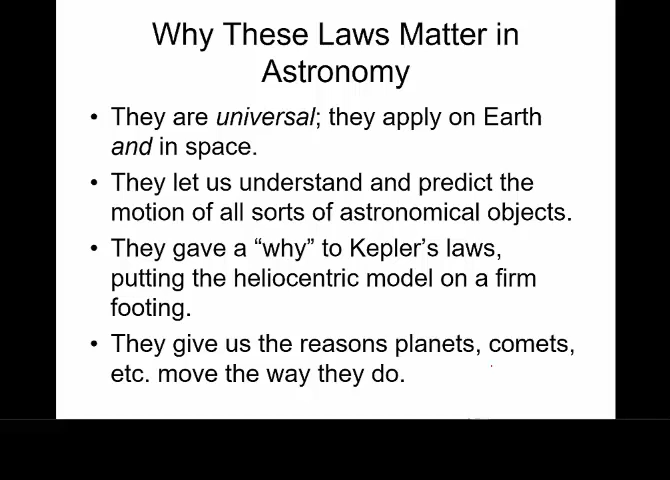 Why These Laws Matter in
Astronomy
• They are universal; they apply on Earth
and in space.
• They let us understand and predict the
motion of all sorts of astronomical objects.
• They gave a “why” to Kepler’s laws,
putting the heliocentric model on a firm
footing.
• They give us the reasons planets, comets,
etc. move the way they do.